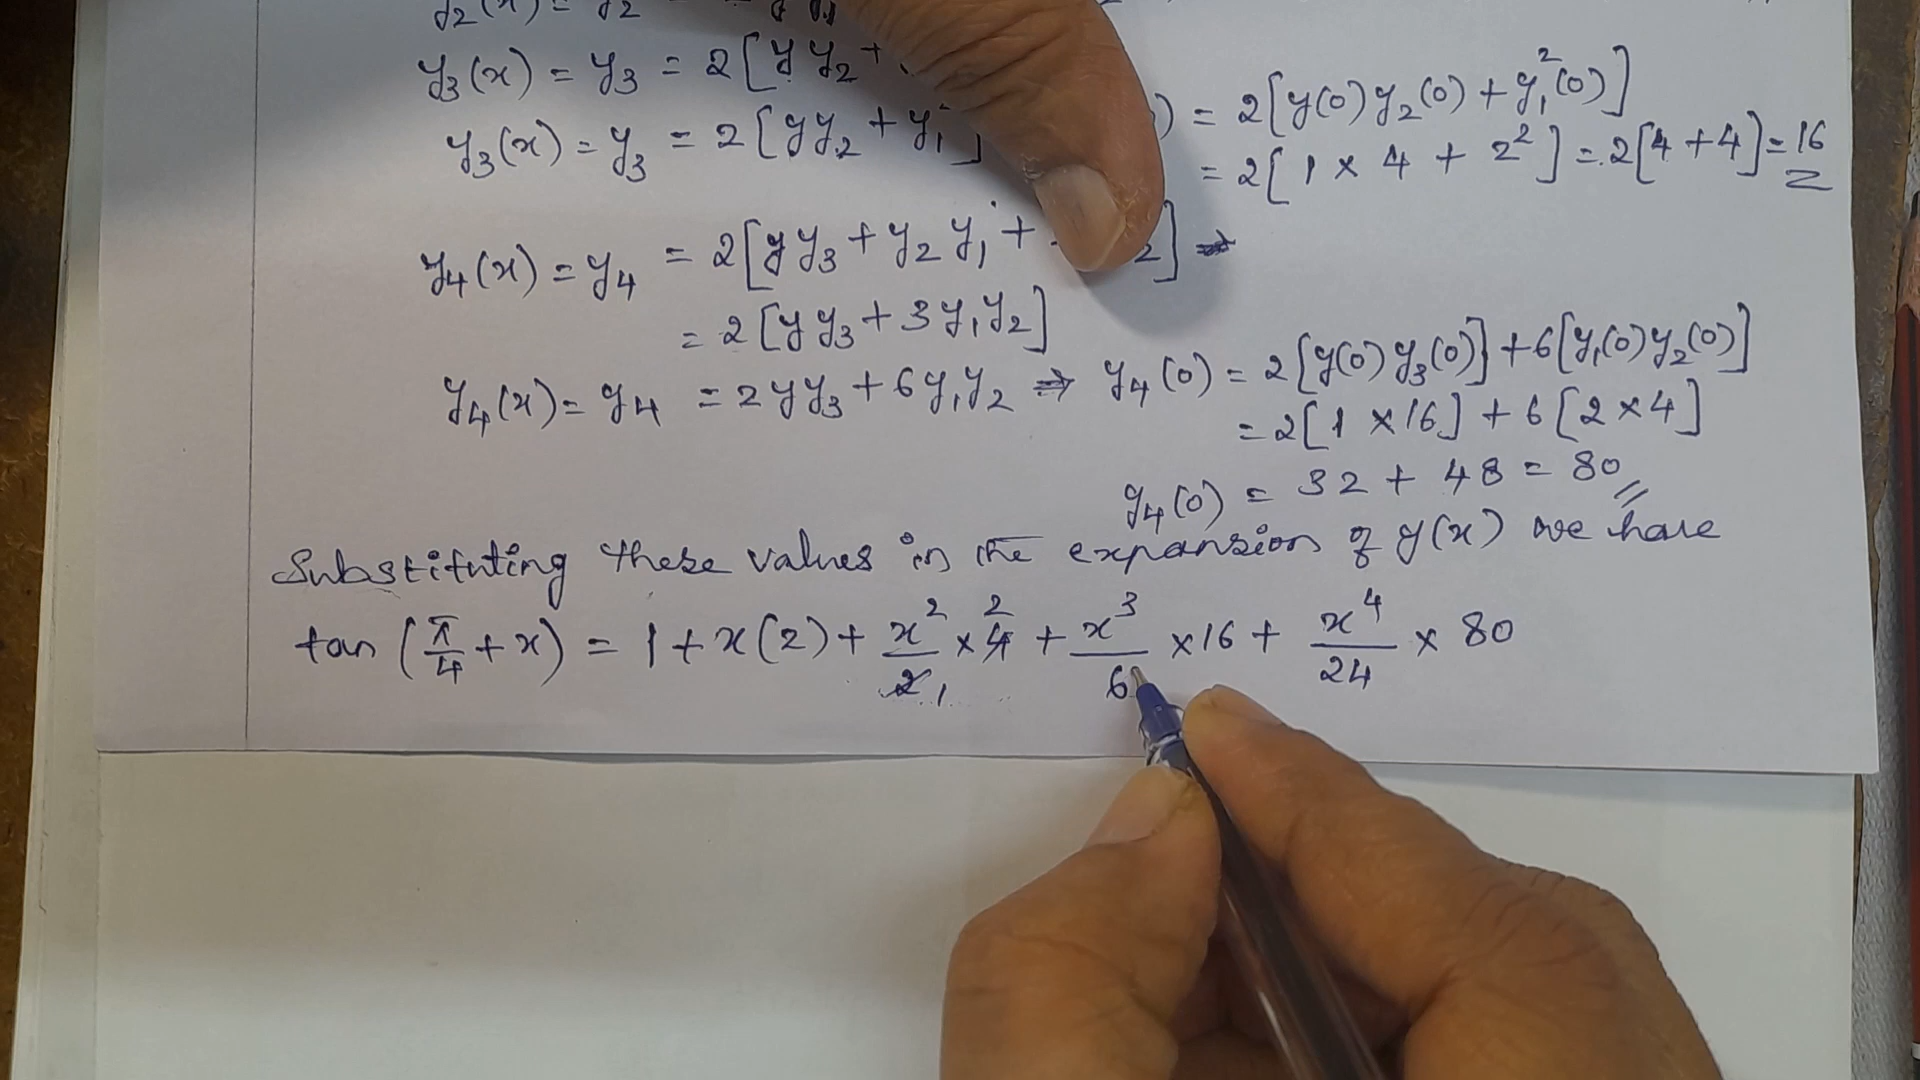 y₃(x) = y₃ = 2[y y₂ +
) = 2[y(0) y₂(0) + y₁²(0)]
y₃(x) = y₃ = 2[y y₂ + y₁²]
= 2[1 × 4 + 2²] = 2[4 + 4] = 16
y₄(x) = y₄ = 2[y y₃ + y₂ y₁ + ₂] ⇒
= 2[y y₃ + 3 y₁ y₂]
y₄(x) = y₄ = 2 y y₃ + 6 y₁ y₂ ⇒ y₄(0) = 2[y(0) y₃(0)] + 6[y₁(0) y₂(0)]
= 2[1 × 16] + 6[2 × 4]
y₄(0) = 32 + 48 = 80
Substituting these values in the expansion of y(x) we have
tan(π/4 + x) = 1 + x(2) + x²/2̸ 1 × 4̸ 2 + x³/6 × 16 + x⁴/24 × 80